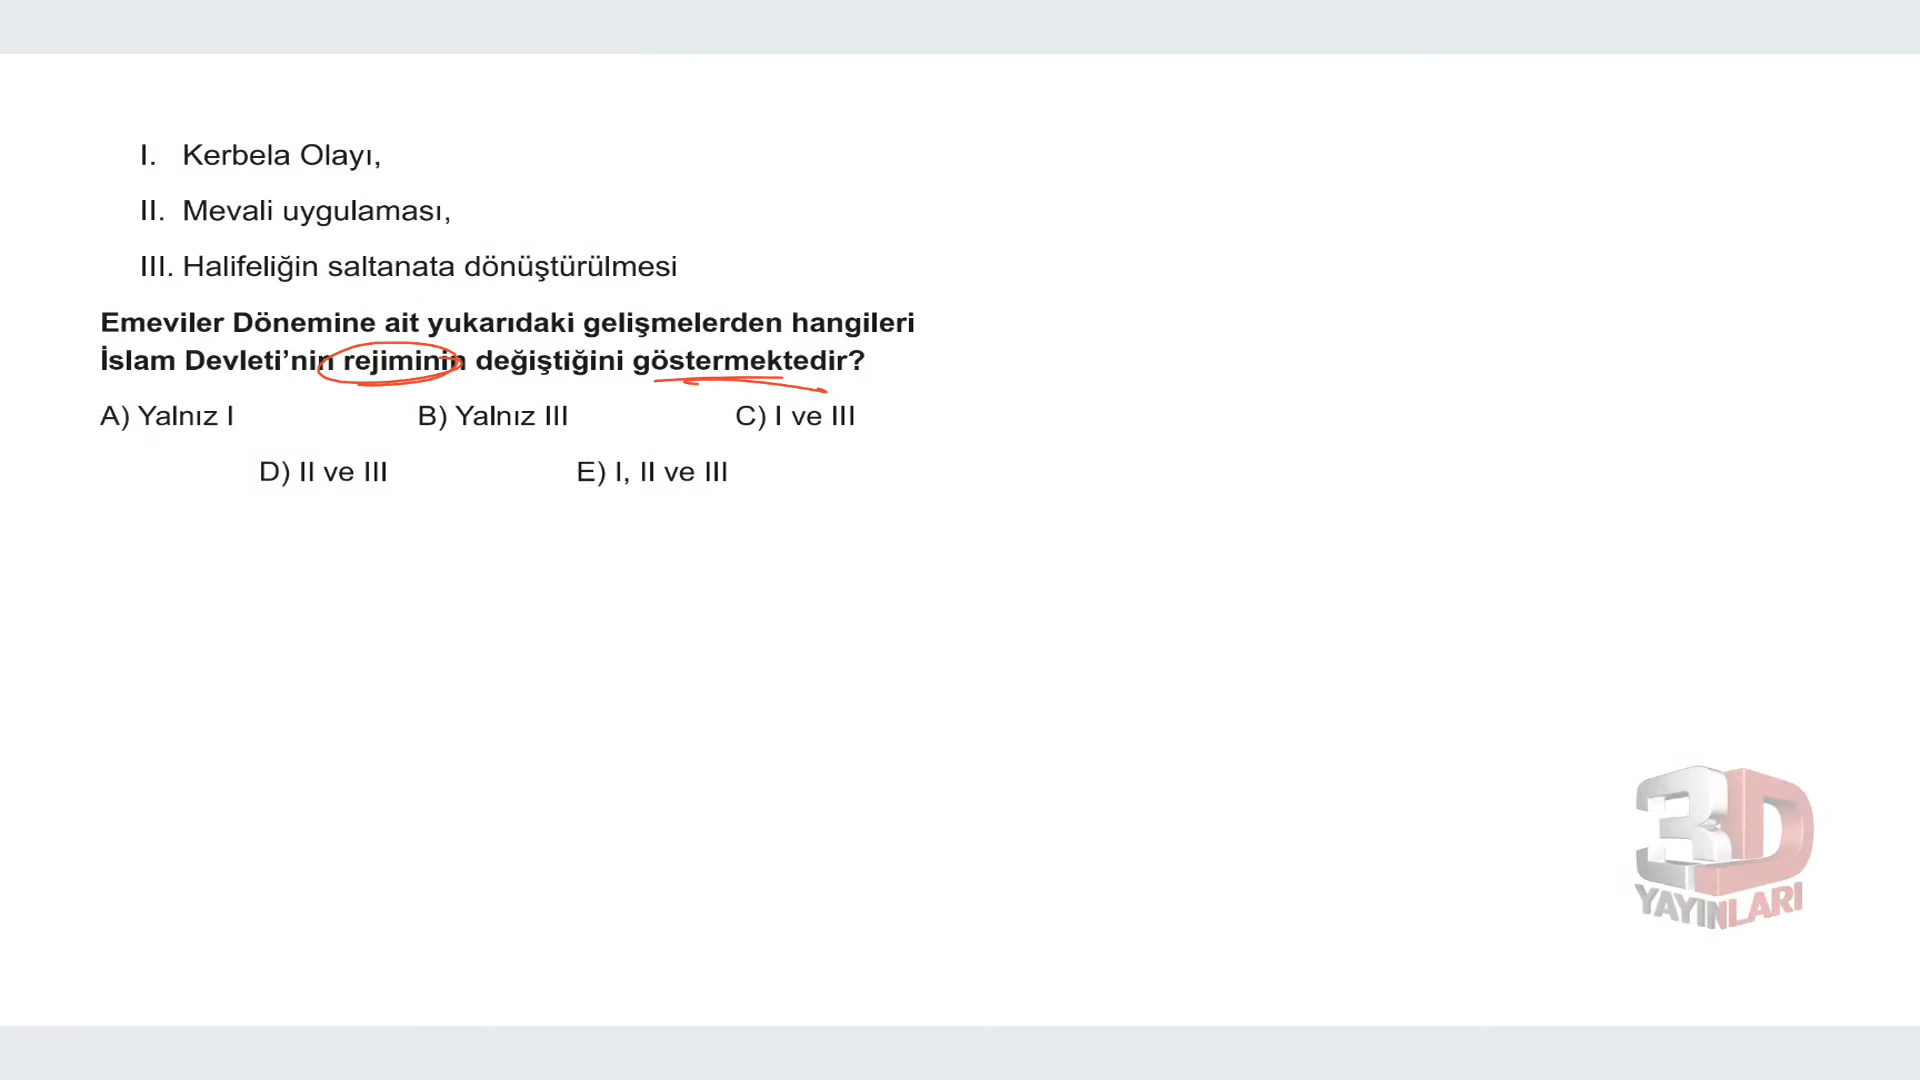 I. Kerbela Olayı,
II. Mevali uygulaması,
III. Halifeliğin saltanata dönüştürülmesi
Emeviler Dönemine ait yukarıdaki gelişmelerden hangileri
İslam Devleti’nin rejiminin değiştiğini göstermektedir?
A) Yalnız I B) Yalnız III C) I ve III
D) II ve III E) I, II ve III
3D
YAYINLARI